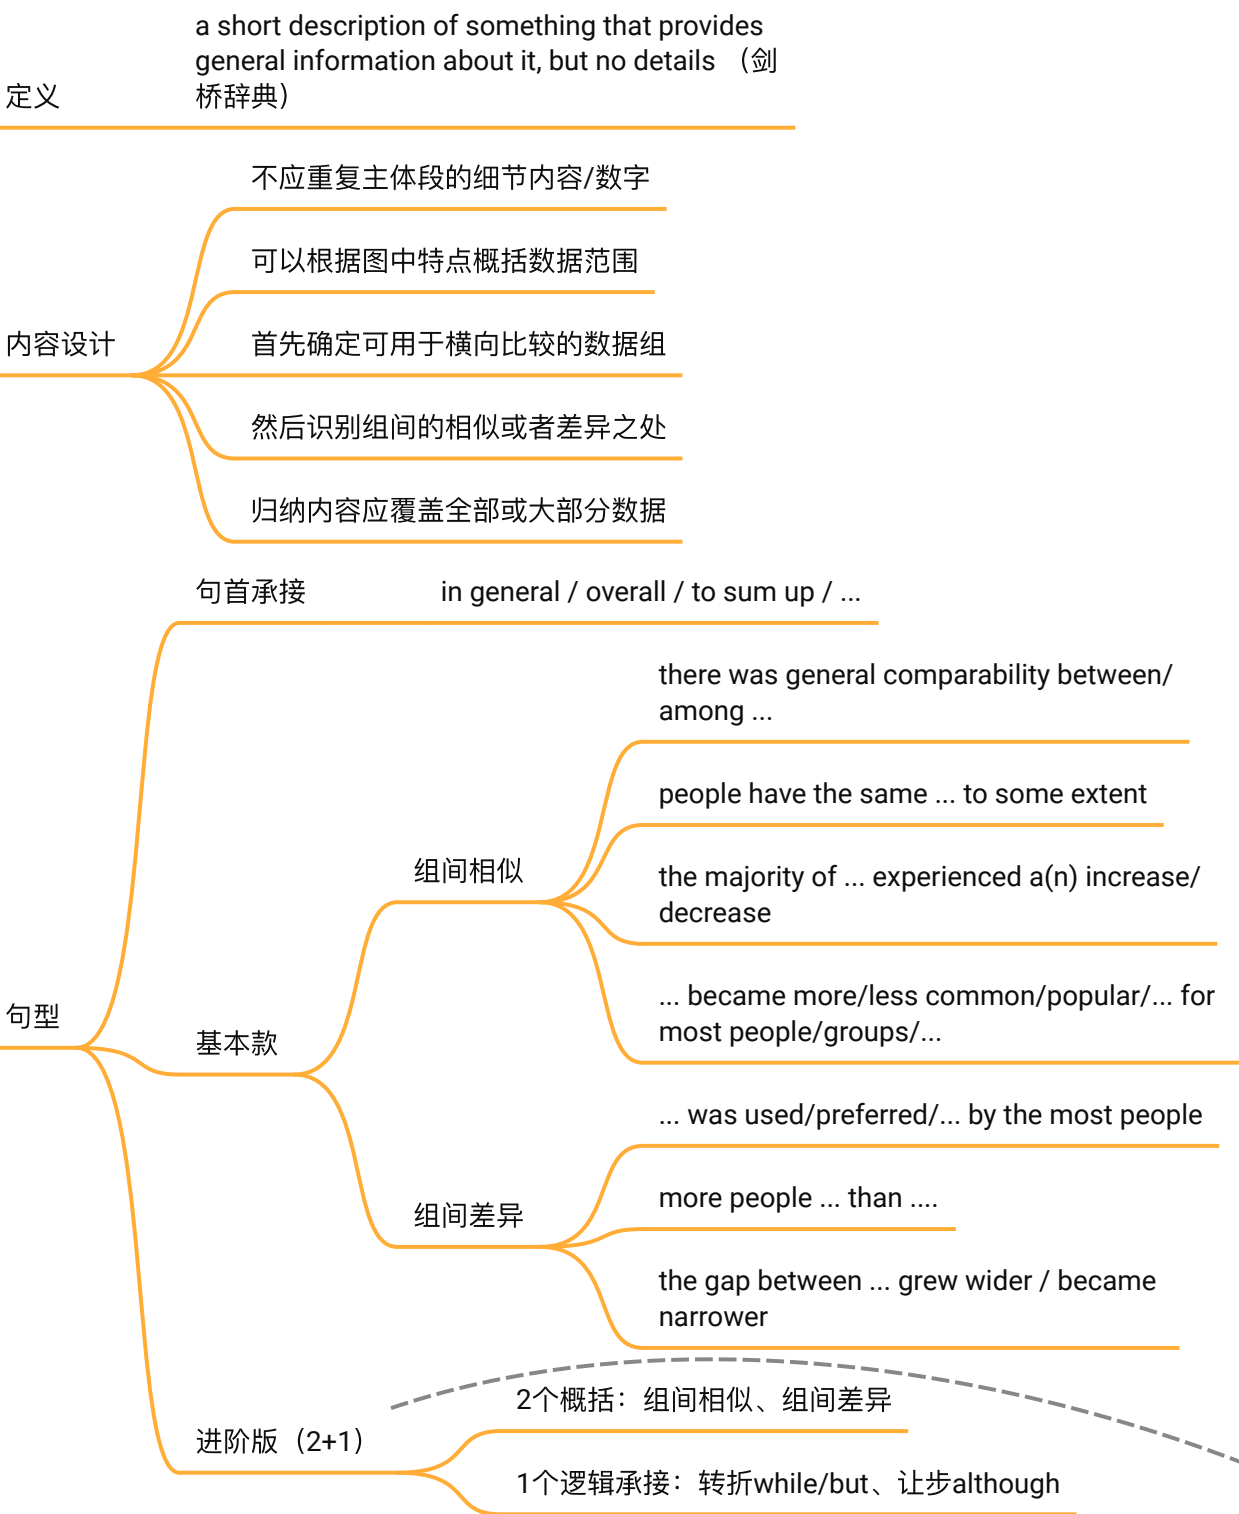 a short description of something that provides
general information about it, but no details （剑
定义
桥辞典）
不应重复主体段的细节内容/数字
可以根据图中特点概括数据范围
内容设计
首先确定可用于横向比较的数据组
然后识别组间的相似或者差异之处
归纳内容应覆盖全部或大部分数据
句首承接
in general / overall / to sum up / ...
there was general comparability between/
among ...
people have the same ... to some extent
组间相似
the majority of ... experienced a(n) increase/
decrease
... became more/less common/popular/... for
most people/groups/...
句型
基本款
... was used/preferred/... by the most people
more people ... than ....
组间差异
the gap between ... grew wider / became
narrower
2个概括：组间相似、组间差异
进阶版（2+1）
1个逻辑承接：转折while/but、让步although